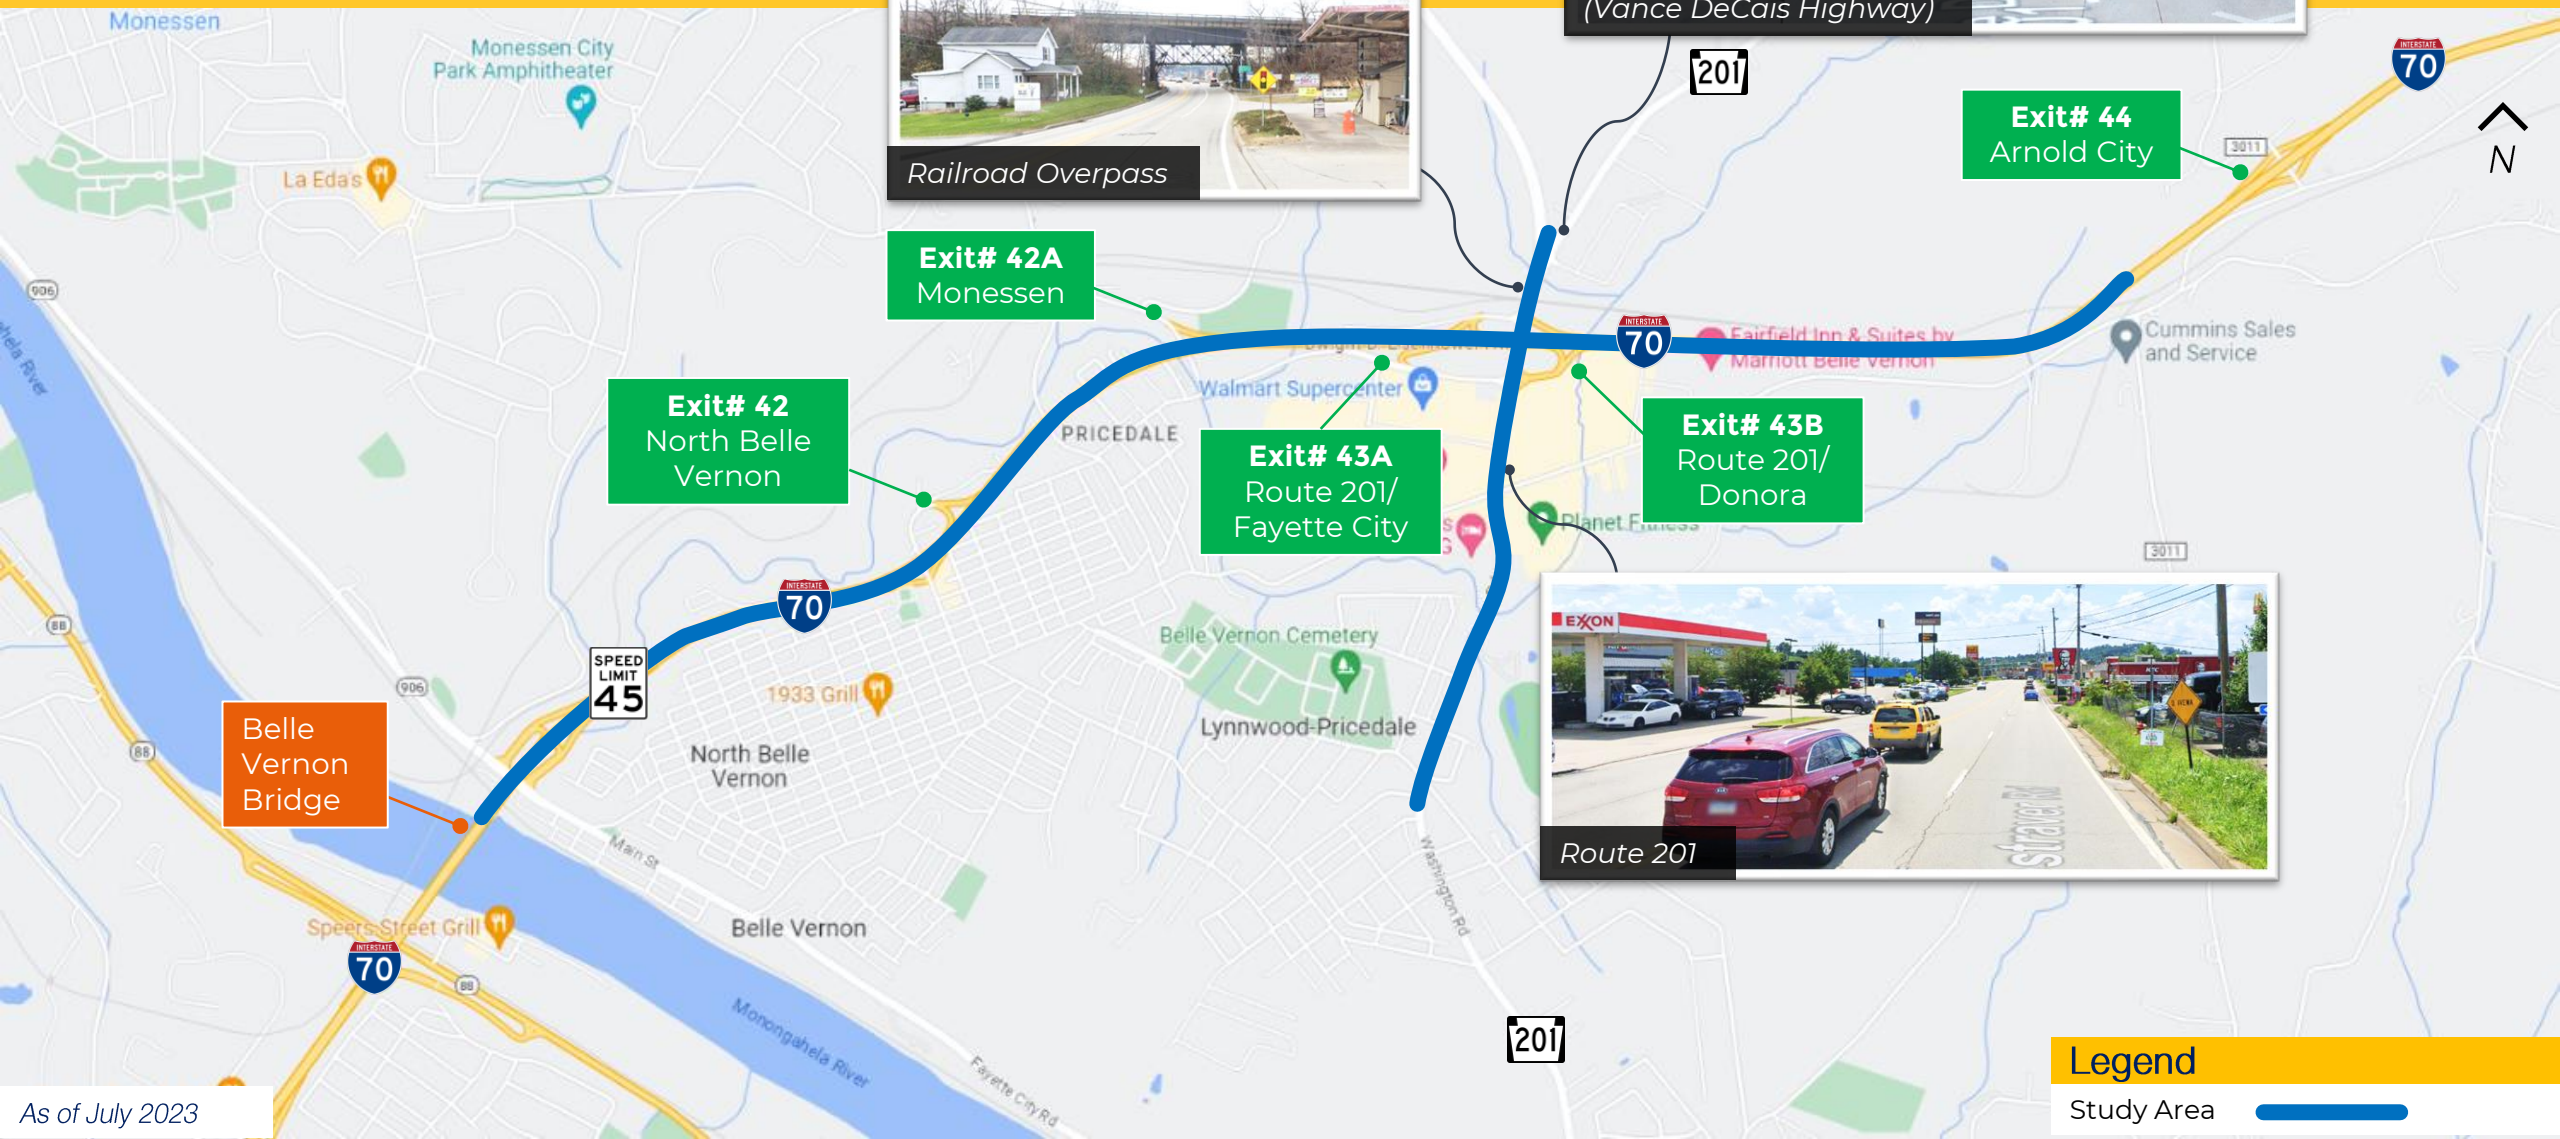 Monessen
Monessen City
Park Amphitheater
La Eda's
(Vance DeCais Highway)
201
INTERSTATE
70
Exit# 44
Arnold City
3011
N
Railroad Overpass
Exit# 42A
Monessen
906
Exit# 42
North Belle
Vernon
PRICEDALE
Walmart Supercenter
INTERSTATE
70
Fairfield Inn & Suites by
Marriott Belle Vernon
Cummins Sales
and Service
Exit# 43A
Route 201/
Fayette City
Exit# 43B
Route 201/
Donora
Planet Fitness
3011
88
INTERSTATE
70
SPEED
LIMIT
45
906
88
Belle
Vernon
Bridge
1933 Grill
North Belle
Vernon
Belle Vernon Cemetery
Lynnwood-Pricedale
EXXON
KFC
Route 201
Main St
Washington Rd
Speers Street Grill
INTERSTATE
70
88
Belle Vernon
Monongahela River
Fayette City Rd
201
As of July 2023
Legend
Study Area